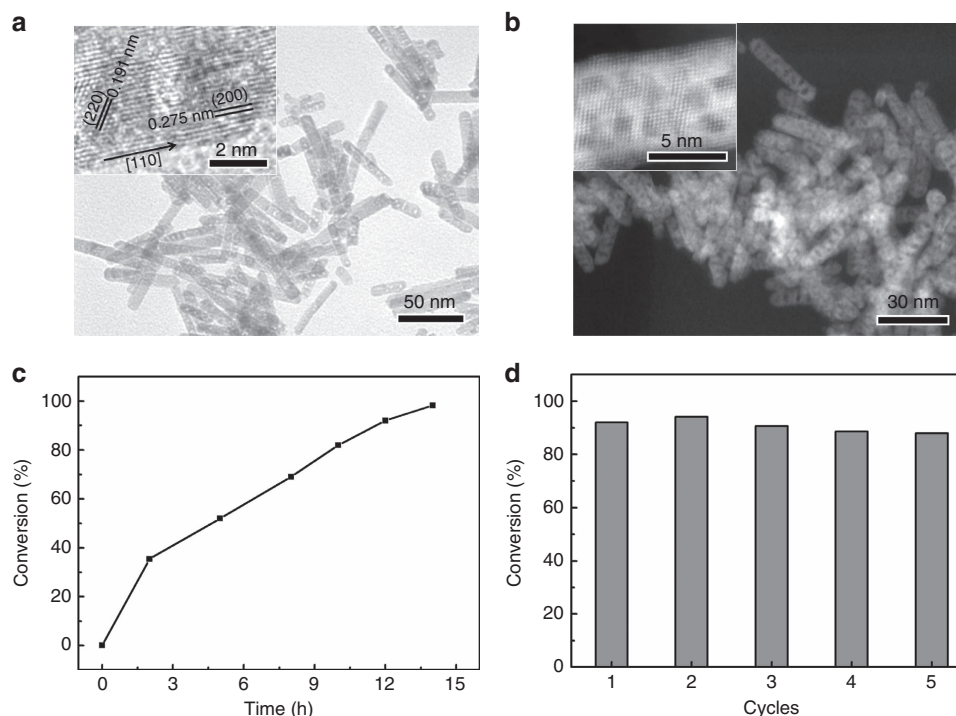 a
(220)
0.191 nm
0.275 nm
(200)
[110]
2 nm
50 nm
b
5 nm
30 nm
c
Conversion (%)
100
80
60
40
20
0
0 3 6 9 12 15
Time (h)
d
Conversion (%)
100
80
60
40
20
0
1 2 3 4 5
Cycles